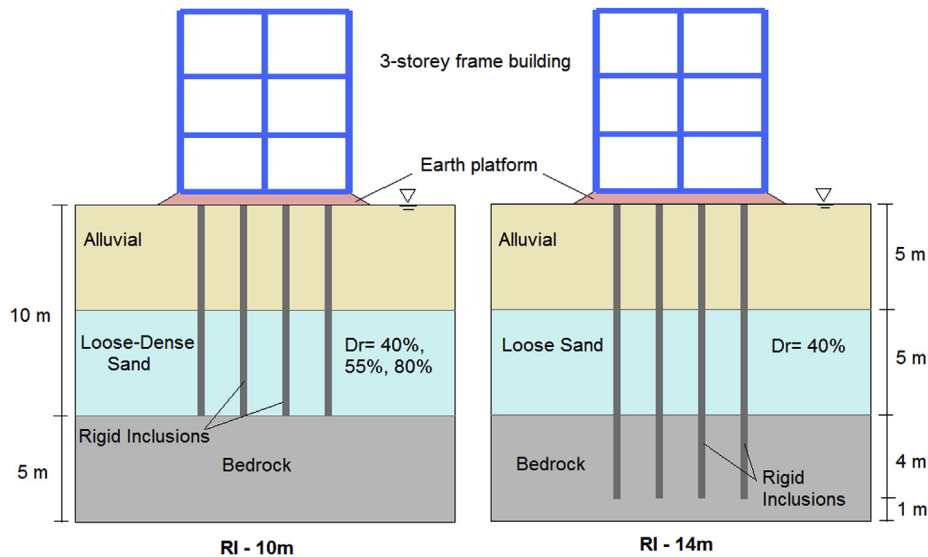 3-storey frame building
Earth platform
Alluvial
5 m
10 m
Loose-Dense
Sand
Dr= 40%,
55%, 80%
Loose Sand
Dr= 40%
5 m
Rigid Inclusions
Bedrock
5 m
Bedrock
Rigid
Inclusions
4 m
1 m
RI - 10m
RI - 14m